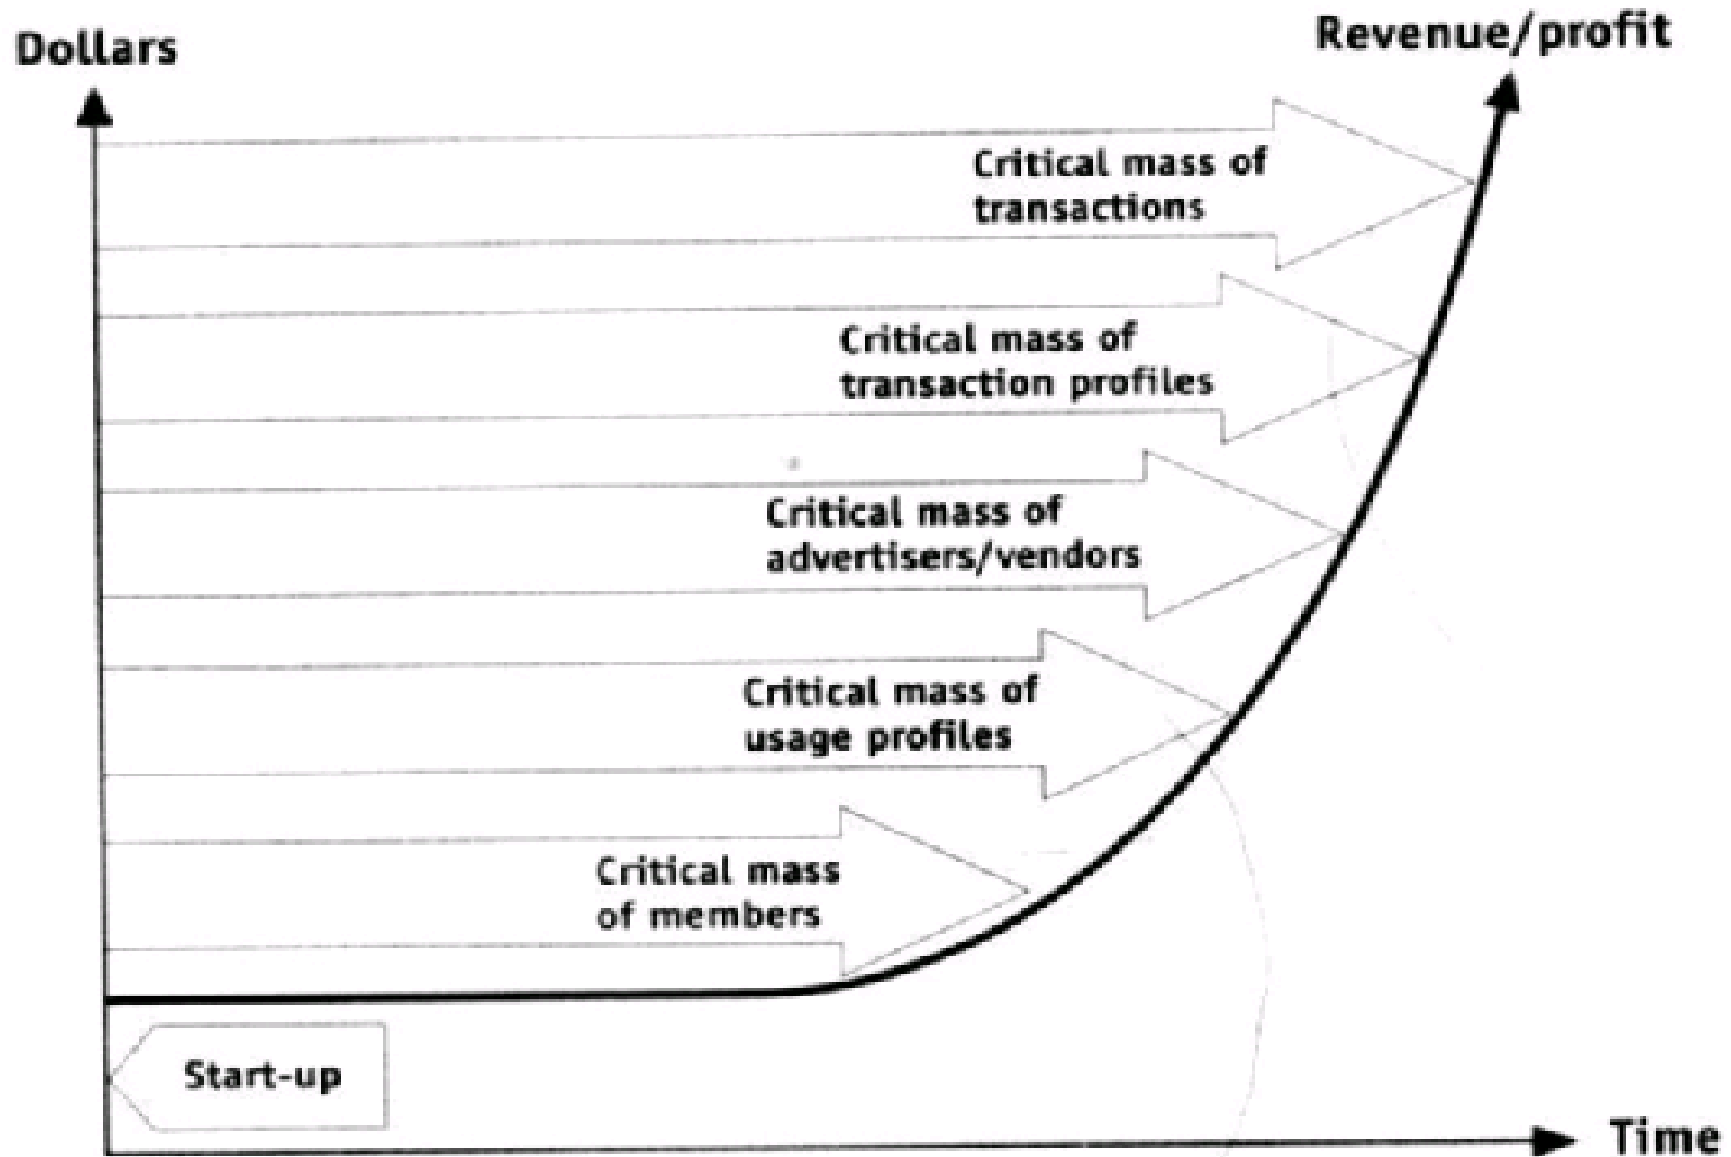 Dollars
Revenue/profit
Critical mass of
transactions
Critical mass of
transaction profiles
Critical mass of
advertisers/vendors
Critical mass of
usage profiles
Critical mass
of members
Start-up
Time